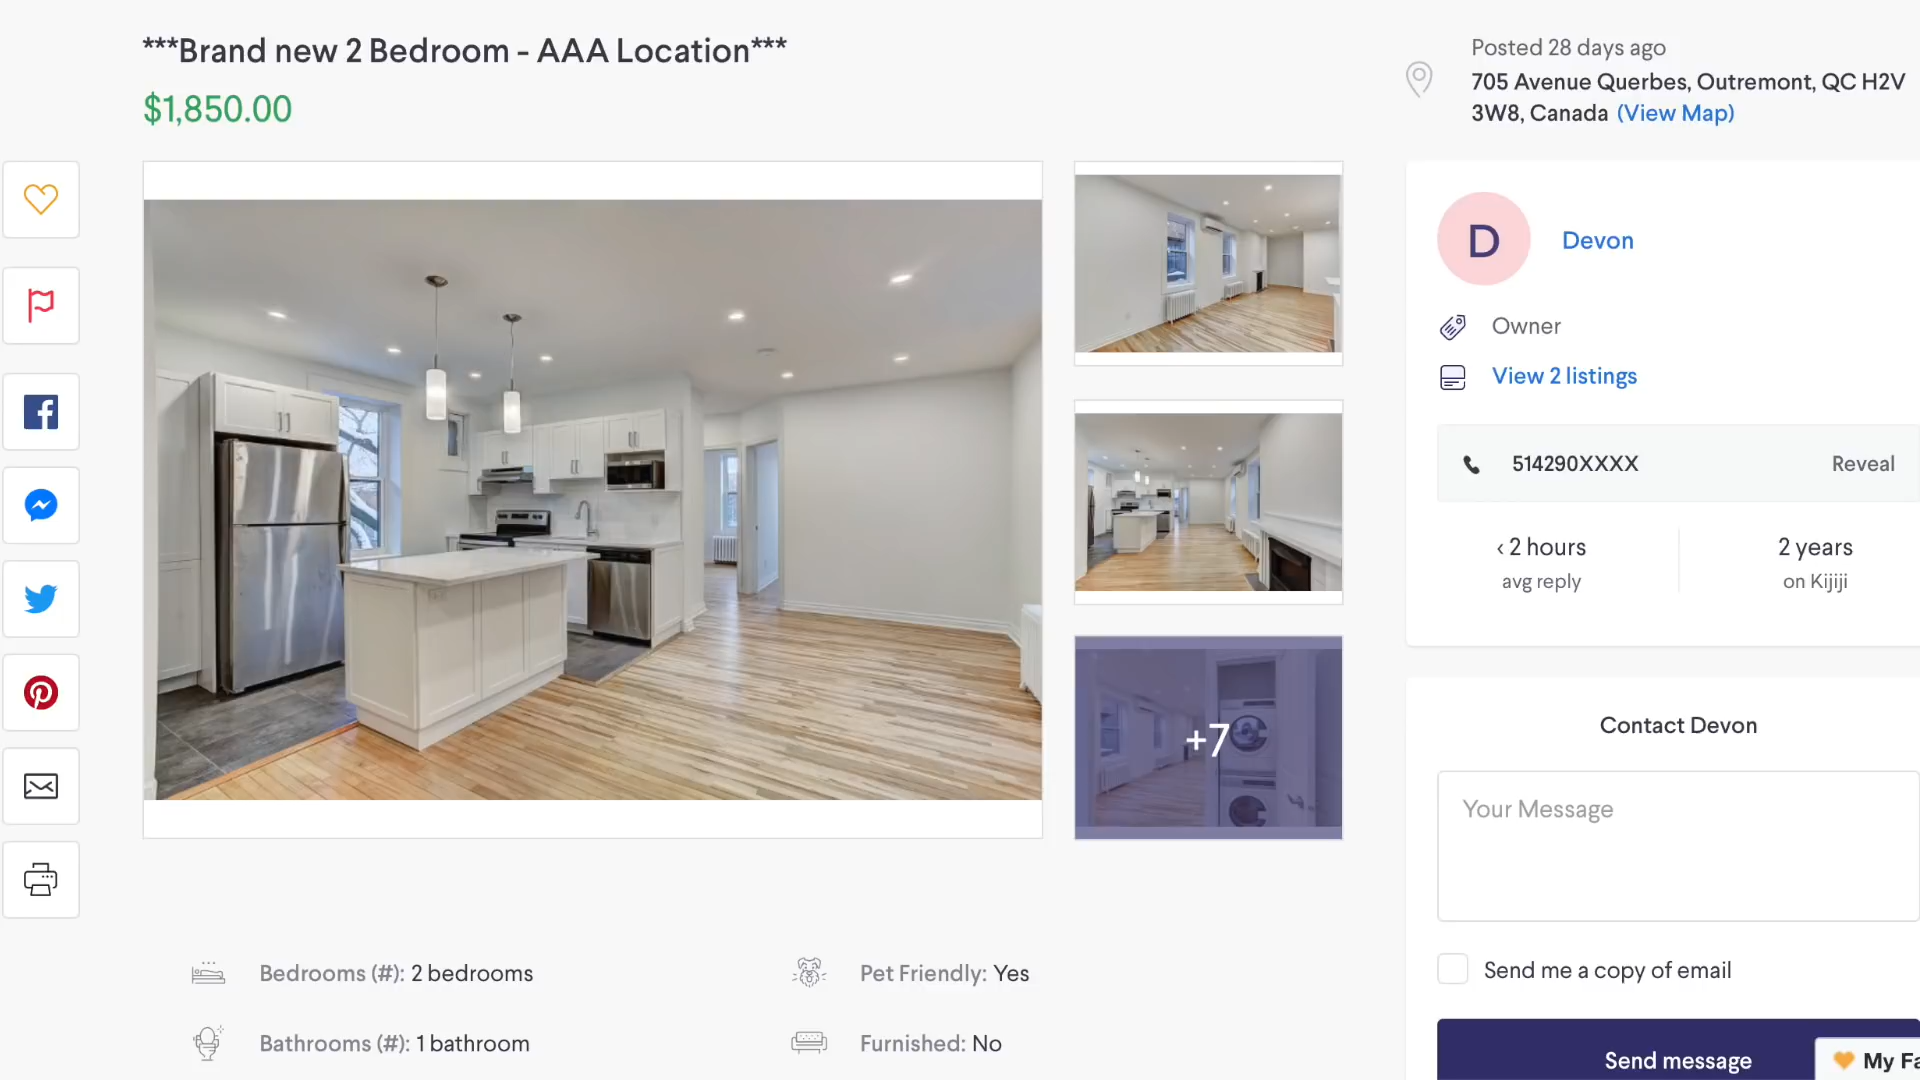 ***Brand new 2 Bedroom - AAA Location***
$1,850.00
Posted 28 days ago
705 Avenue Querbes, Outremont, QC H2V
3W8, Canada (View Map)
D
Devon
Owner
View 2 listings
514290XXXX Reveal
‹ 2 hours
avg reply
2 years
on Kijiji
+7
Contact Devon
Your Message
Send me a copy of email
Send message
My Fa
Bedrooms (#): 2 bedrooms
Pet Friendly: Yes
Bathrooms (#): 1 bathroom
Furnished: No